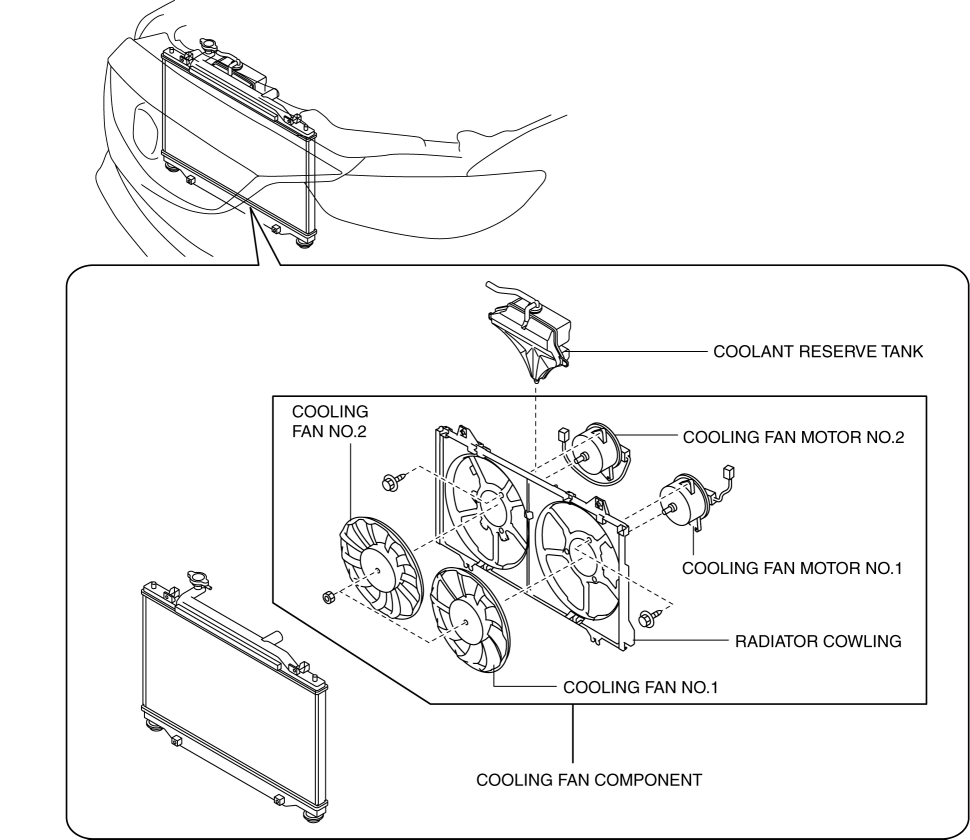 COOLANT RESERVE TANK
COOLING
FAN NO.2
COOLING FAN MOTOR NO.2
COOLING FAN MOTOR NO.1
RADIATOR COWLING
COOLING FAN NO.1
COOLING FAN COMPONENT